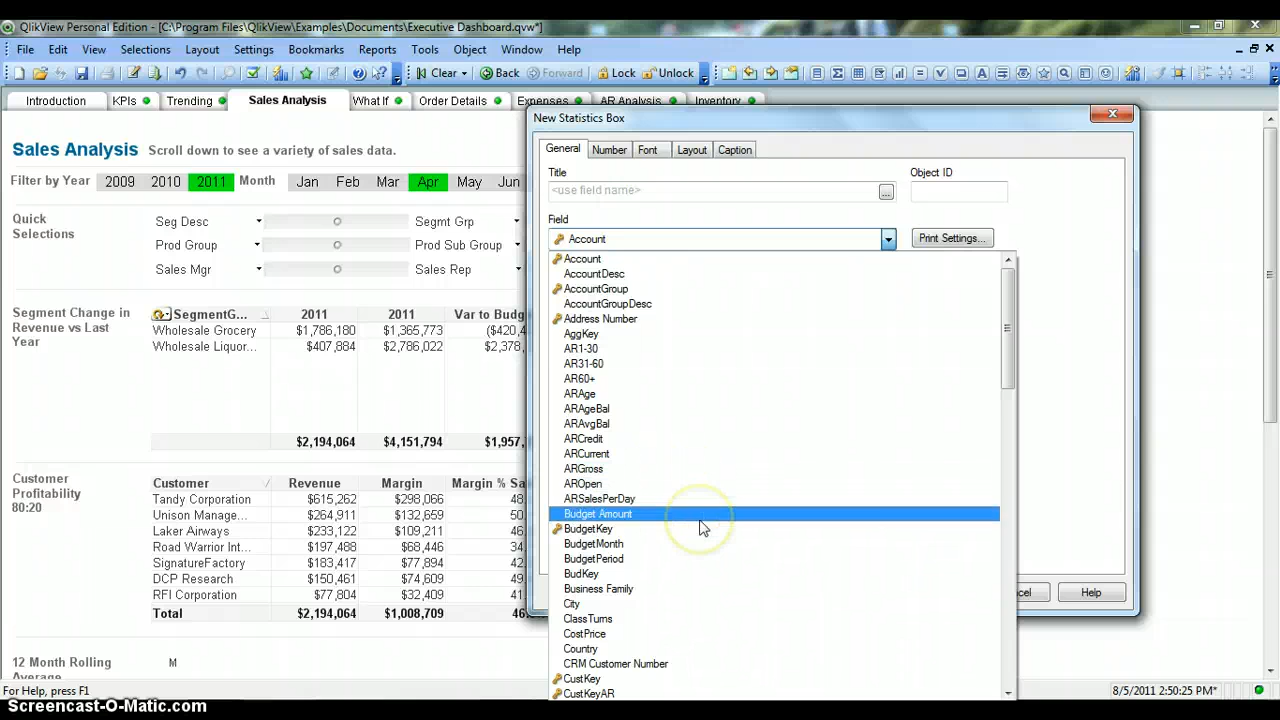 QlikView Personal Edition - [C:\Program Files\QlikView\Examples\Documents\Executive Dashboard.qvw*]
File Edit View Selections Layout Settings Bookmarks Reports Tools Object Window Help
Clear Back Forward Lock Unlock
Introduction KPIs Trending Sales Analysis What If Order Details Expenses AR Analysis Inventory
New Statistics Box
Sales Analysis Scroll down to see a variety of sales data.
Filter by Year 2009 2010 2011 Month Jan Feb Mar Apr May Jun
Quick
Selections
Seg Desc Segmt Grp
Prod Group Prod Sub Group
Sales Mgr Sales Rep
Segment Change in
Revenue vs Last
Year
SegmentG... 2011 2011 Var to Budg
Wholesale Grocery $1,786,180 $1,365,773 ($420,4
Wholesale Liquor... $407,884 $2,786,022 $2,378,
$2,194,064 $4,151,794 $1,957,
Customer
Profitability
80:20
Customer Revenue Margin Margin % Sa
Tandy Corporation $615,262 $298,066 48.
Unison Manage... $264,911 $132,659 50.
Laker Airways $233,122 $109,211 46.
Road Warrior Int... $197,488 $68,446 34.
SignatureFactory $183,417 $77,894 42.
DCP Research $150,461 $74,609 49.
RFI Corporation $77,804 $32,409 41.
Total $2,194,064 $1,008,709 46.
12 Month Rolling
Average
M
General Number Font Layout Caption
Title Object ID
<use field name> ...
Field
Account Print Settings...
Account
AccountDesc
AccountGroup
AccountGroupDesc
Address Number
AggKey
AR1-30
AR31-60
AR60+
ARAge
ARAgeBal
ARAvgBal
ARCredit
ARCurrent
ARGross
AROpen
ARSalesPerDay
Budget Amount
BudgetKey
BudgetMonth
BudgetPeriod
BudKey
Business Family
City
ClassTurns
CostPrice
Country
CRM Customer Number
CustKey
CustKeyAR
cel Help
For Help, press F1 8/5/2011 2:50:25 PM*
Screencast-O-Matic.com